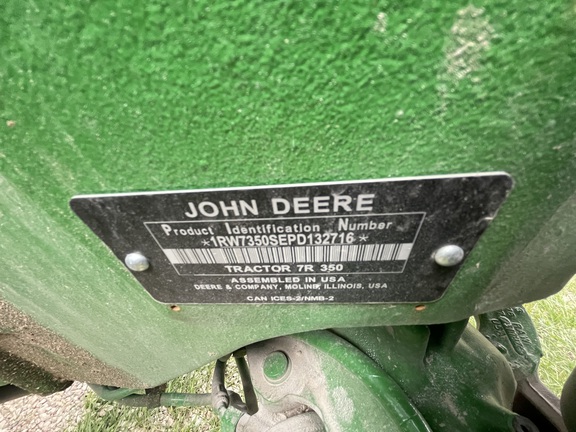 JOHN DEERE
Product Identification Number
*1RW7350SEPD132716*
TRACTOR 7R 350
ASSEMBLED IN USA
DEERE & COMPANY, MOLINE, ILLINOIS, USA
CAN ICES-2/NMB-2